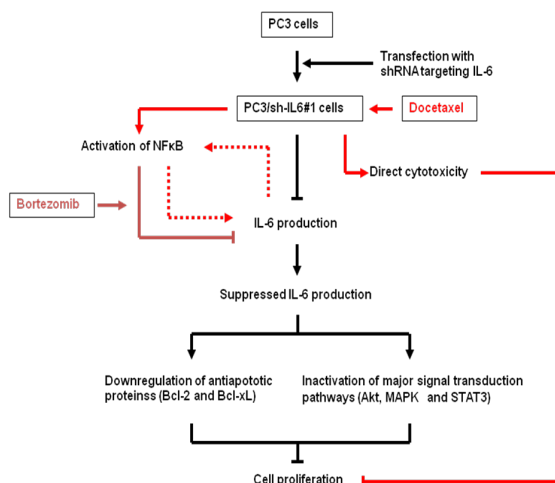 PC3 cells
Transfection with
shRNA targeting IL-6
PC3/sh-IL6#1 cells
Docetaxel
Activation of NFκB
Direct cytotoxicity
Bortezomib
IL-6 production
Suppressed IL-6 production
Downregulation of antiapototic
proteinss (Bcl-2 and Bcl-xL)
Inactivation of major signal transduction
pathways (Akt, MAPK and STAT3)
Cell proliferation